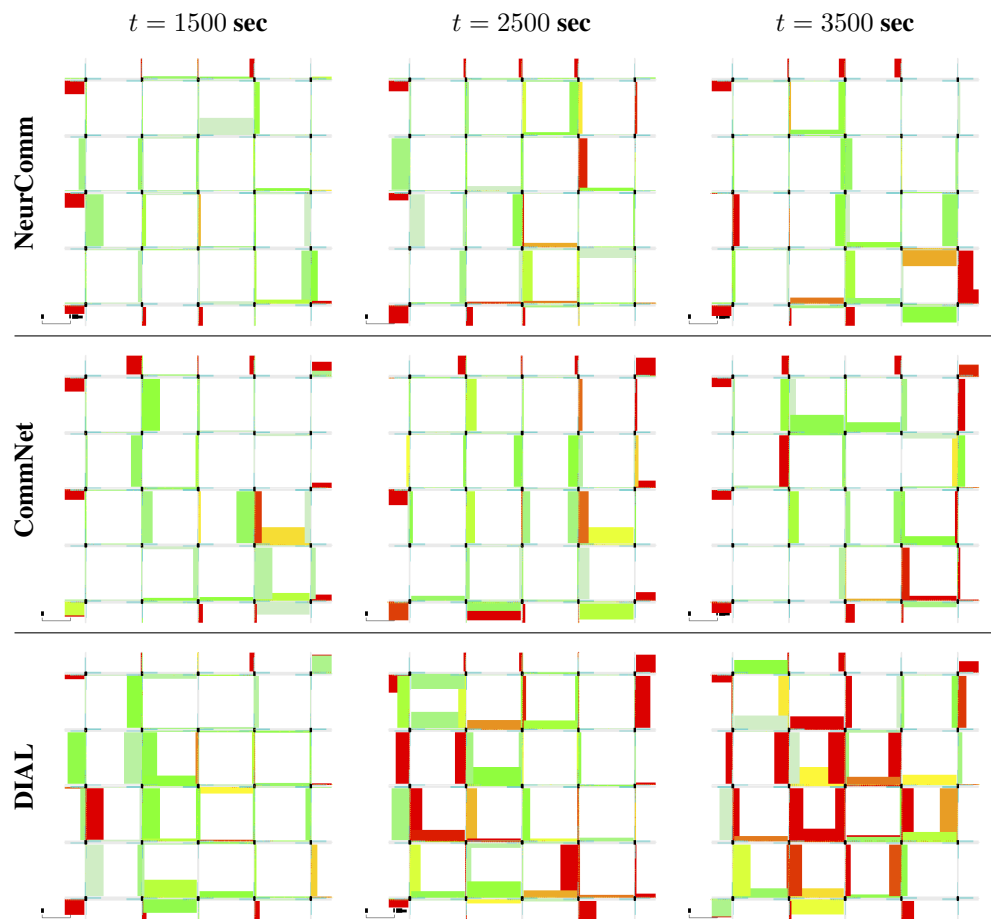 t = 1500 sec
t = 2500 sec
t = 3500 sec
NeurComm
CommNet
DIAL